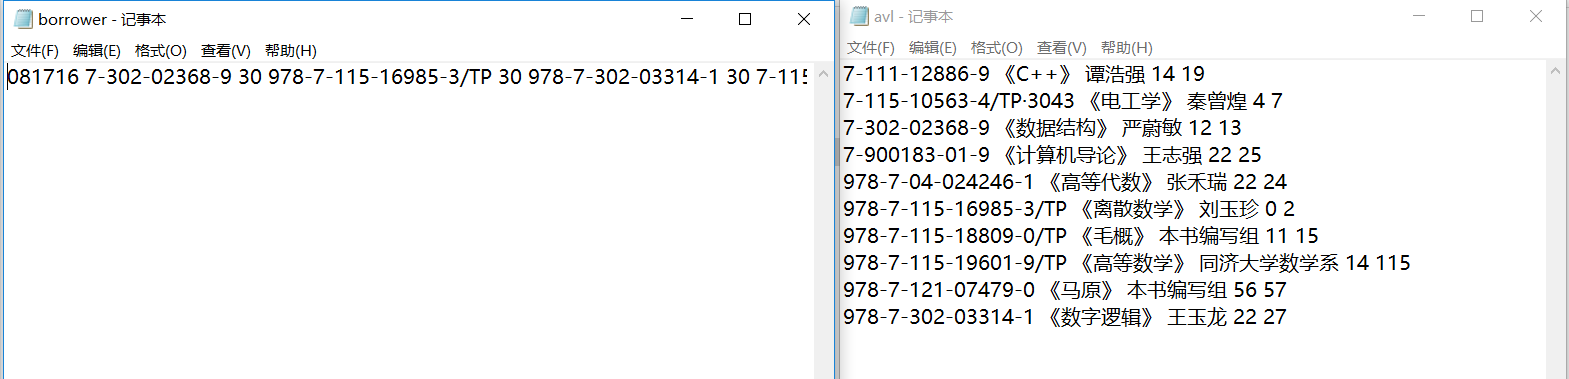 borrower - 记事本
文件(F) 编辑(E) 格式(O) 查看(V) 帮助(H)
081716 7-302-02368-9 30 978-7-115-16985-3/TP 30 978-7-302-03314-1 30 7-115
avl - 记事本
文件(F) 编辑(E) 格式(O) 查看(V) 帮助(H)
7-111-12886-9 《C++》 谭浩强 14 19
7-115-10563-4/TP·3043 《电工学》 秦曾煌 4 7
7-302-02368-9 《数据结构》 严蔚敏 12 13
7-900183-01-9 《计算机导论》 王志强 22 25
978-7-04-024246-1 《高等代数》 张禾瑞 22 24
978-7-115-16985-3/TP 《离散数学》 刘玉珍 0 2
978-7-115-18809-0/TP 《毛概》 本书编写组 11 15
978-7-115-19601-9/TP 《高等数学》 同济大学数学系 14 115
978-7-121-07479-0 《马原》 本书编写组 56 57
978-7-302-03314-1 《数字逻辑》 王玉龙 22 27